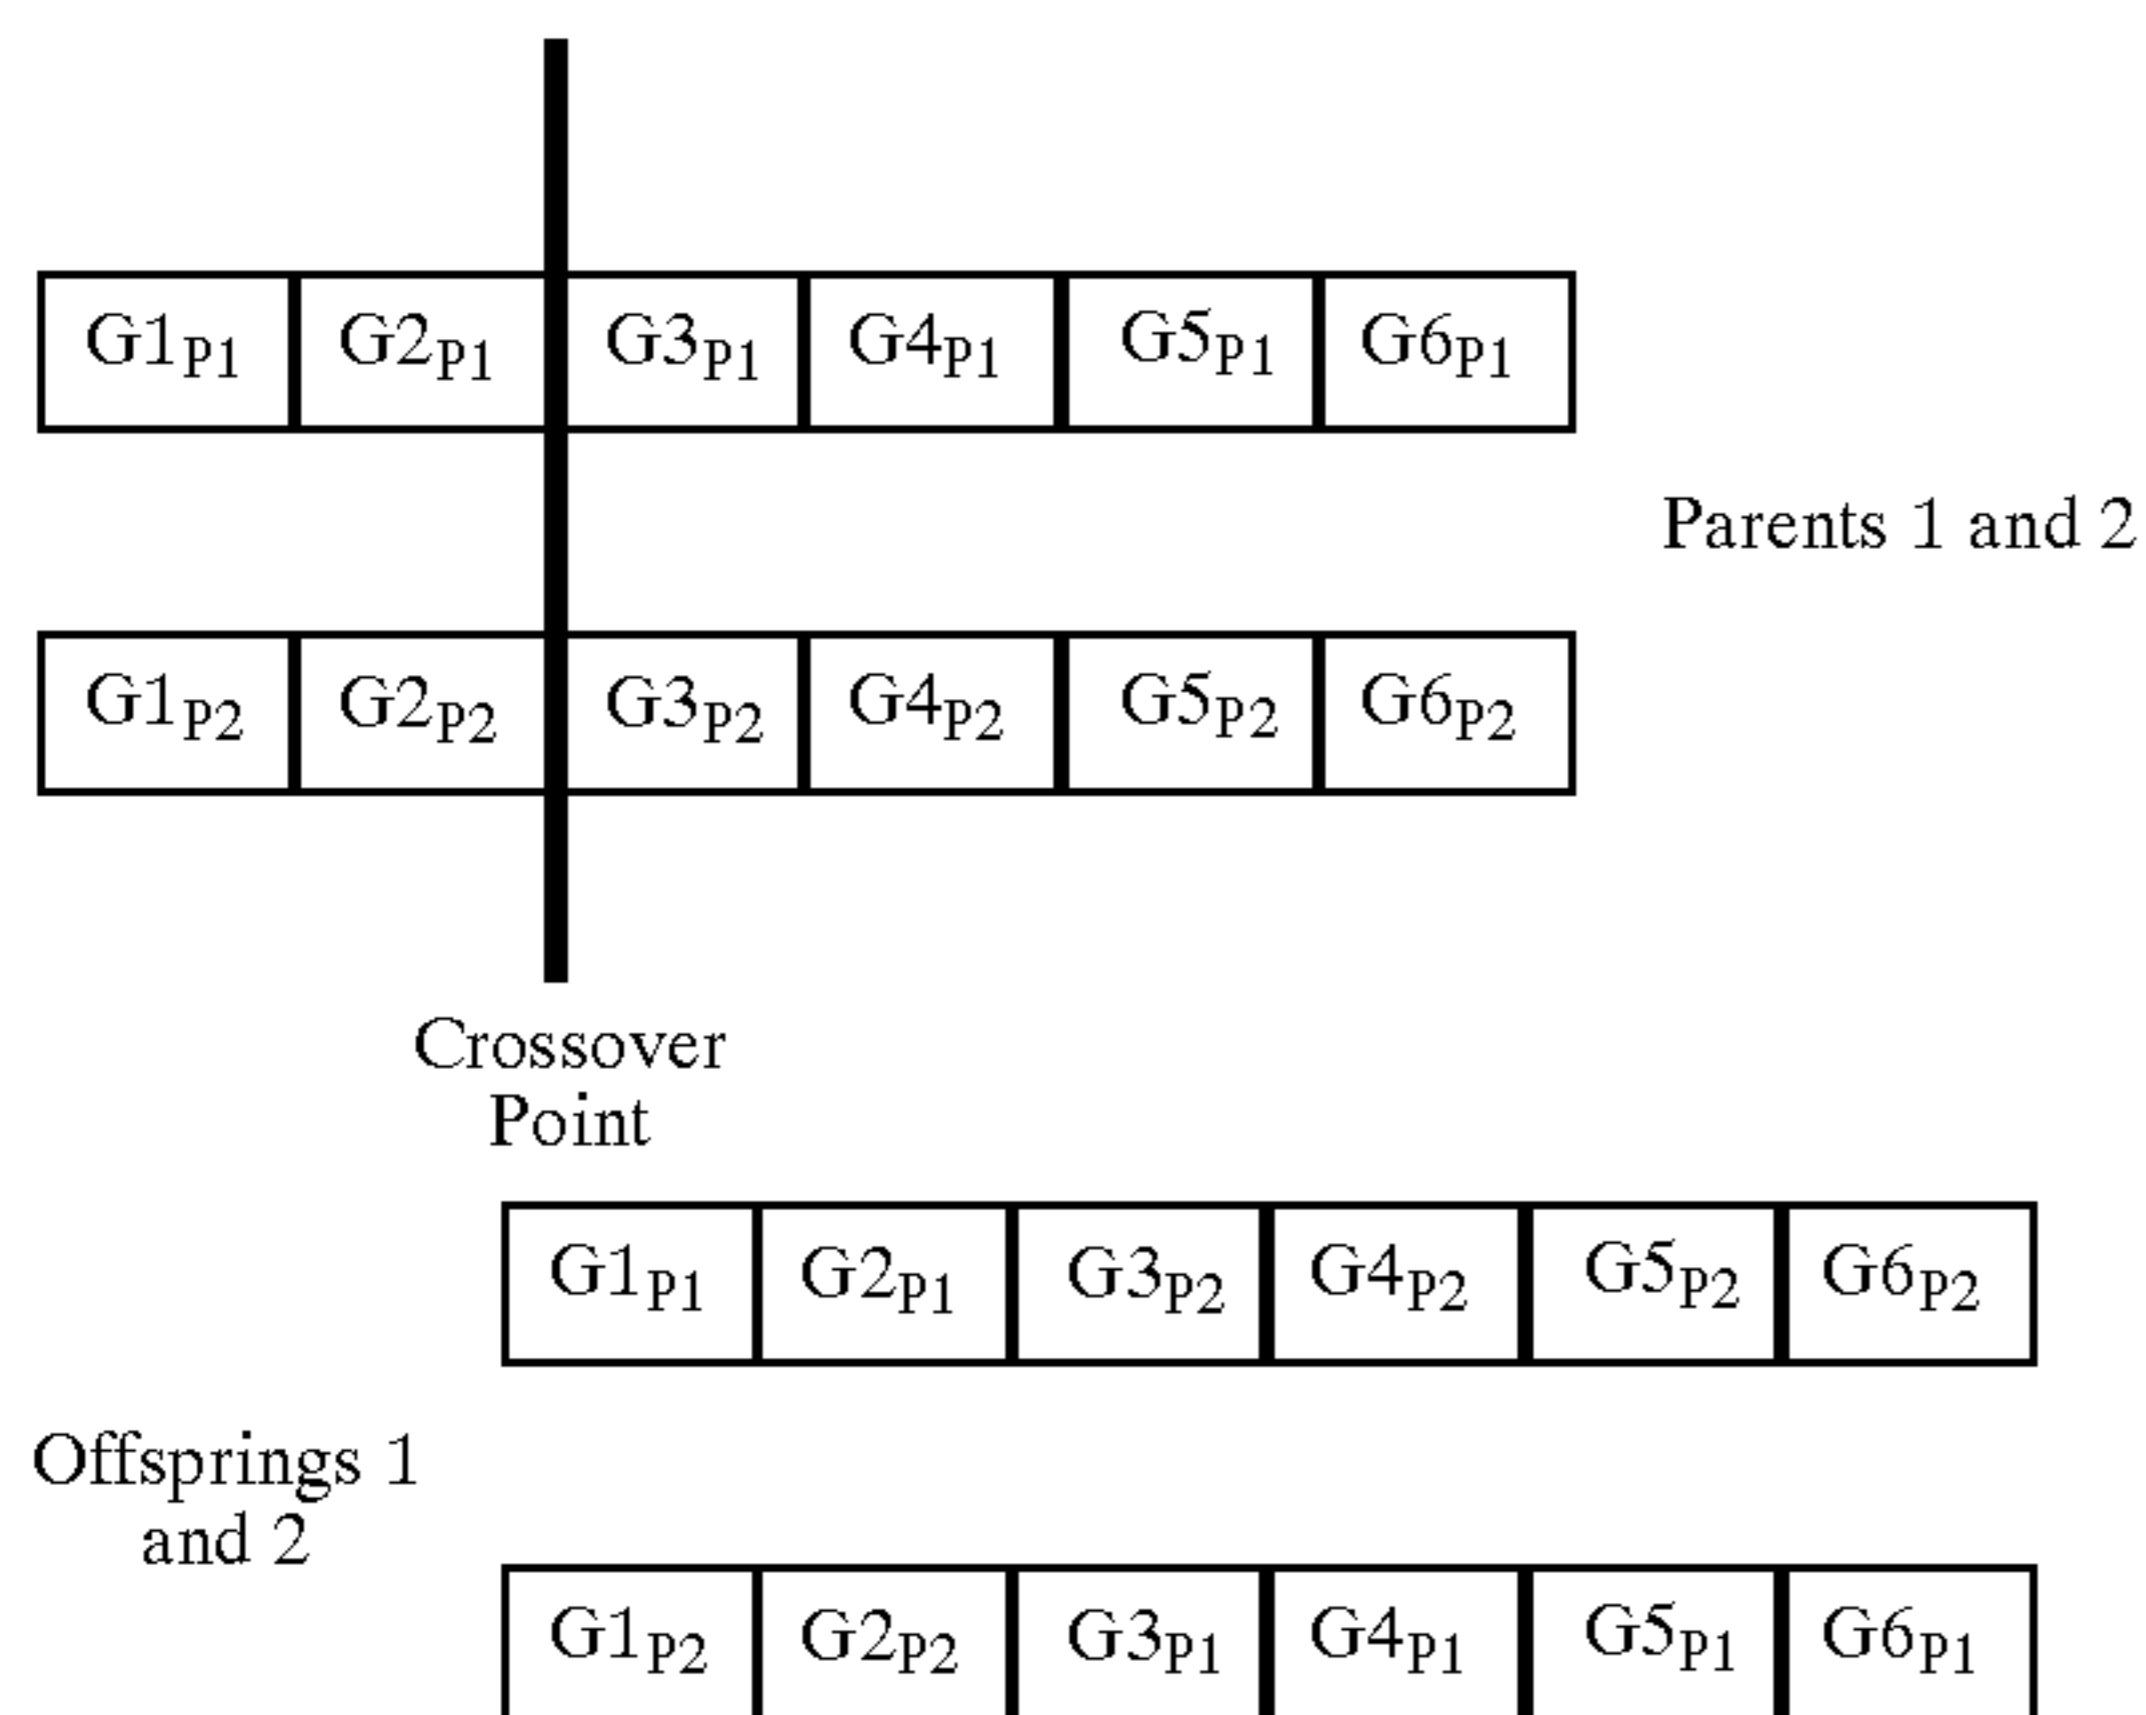 G1P1 G2P1 G3P1 G4P1 G5P1 G6P1
Parents 1 and 2
G1P2 G2P2 G3P2 G4P2 G5P2 G6P2
Crossover
Point
G1P1 G2P1 G3P2 G4P2 G5P2 G6P2
Offsprings 1
and 2
G1P2 G2P2 G3P1 G4P1 G5P1 G6P1